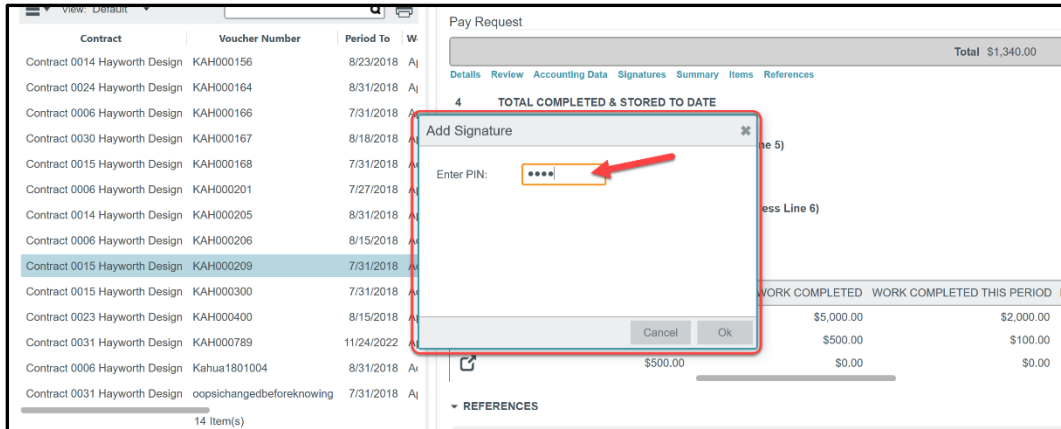 View: Default
Contract Voucher Number Period To W
Contract 0014 Hayworth Design KAH000156 8/23/2018
Contract 0024 Hayworth Design KAH000164 8/31/2018
Contract 0006 Hayworth Design KAH000166 7/31/2018
Contract 0030 Hayworth Design KAH000167 8/18/2018
Contract 0015 Hayworth Design KAH000168 7/31/2018
Contract 0006 Hayworth Design KAH000201 7/27/2018
Contract 0014 Hayworth Design KAH000205 8/31/2018
Contract 0006 Hayworth Design KAH000206 8/15/2018
Contract 0015 Hayworth Design KAH000209 7/31/2018
Contract 0015 Hayworth Design KAH000300 7/31/2018
Contract 0023 Hayworth Design KAH000400 8/15/2018
Contract 0031 Hayworth Design KAH000789 11/24/2022
Contract 0006 Hayworth Design Kahua1801004 8/31/2018
Contract 0031 Hayworth Design oopsichangedbeforeknowing 7/31/2018
14 Item(s)
Pay Request
Total $1,340.00
Details Review Accounting Data Signatures Summary Items References
4 TOTAL COMPLETED & STORED TO DATE
ne 5)
ess Line 6)
Add Signature
Enter PIN: ••••
Cancel Ok
WORK COMPLETED WORK COMPLETED THIS PERIOD
$5,000.00 $2,000.00
$500.00 $100.00
$500.00 $0.00 $0.00
REFERENCES